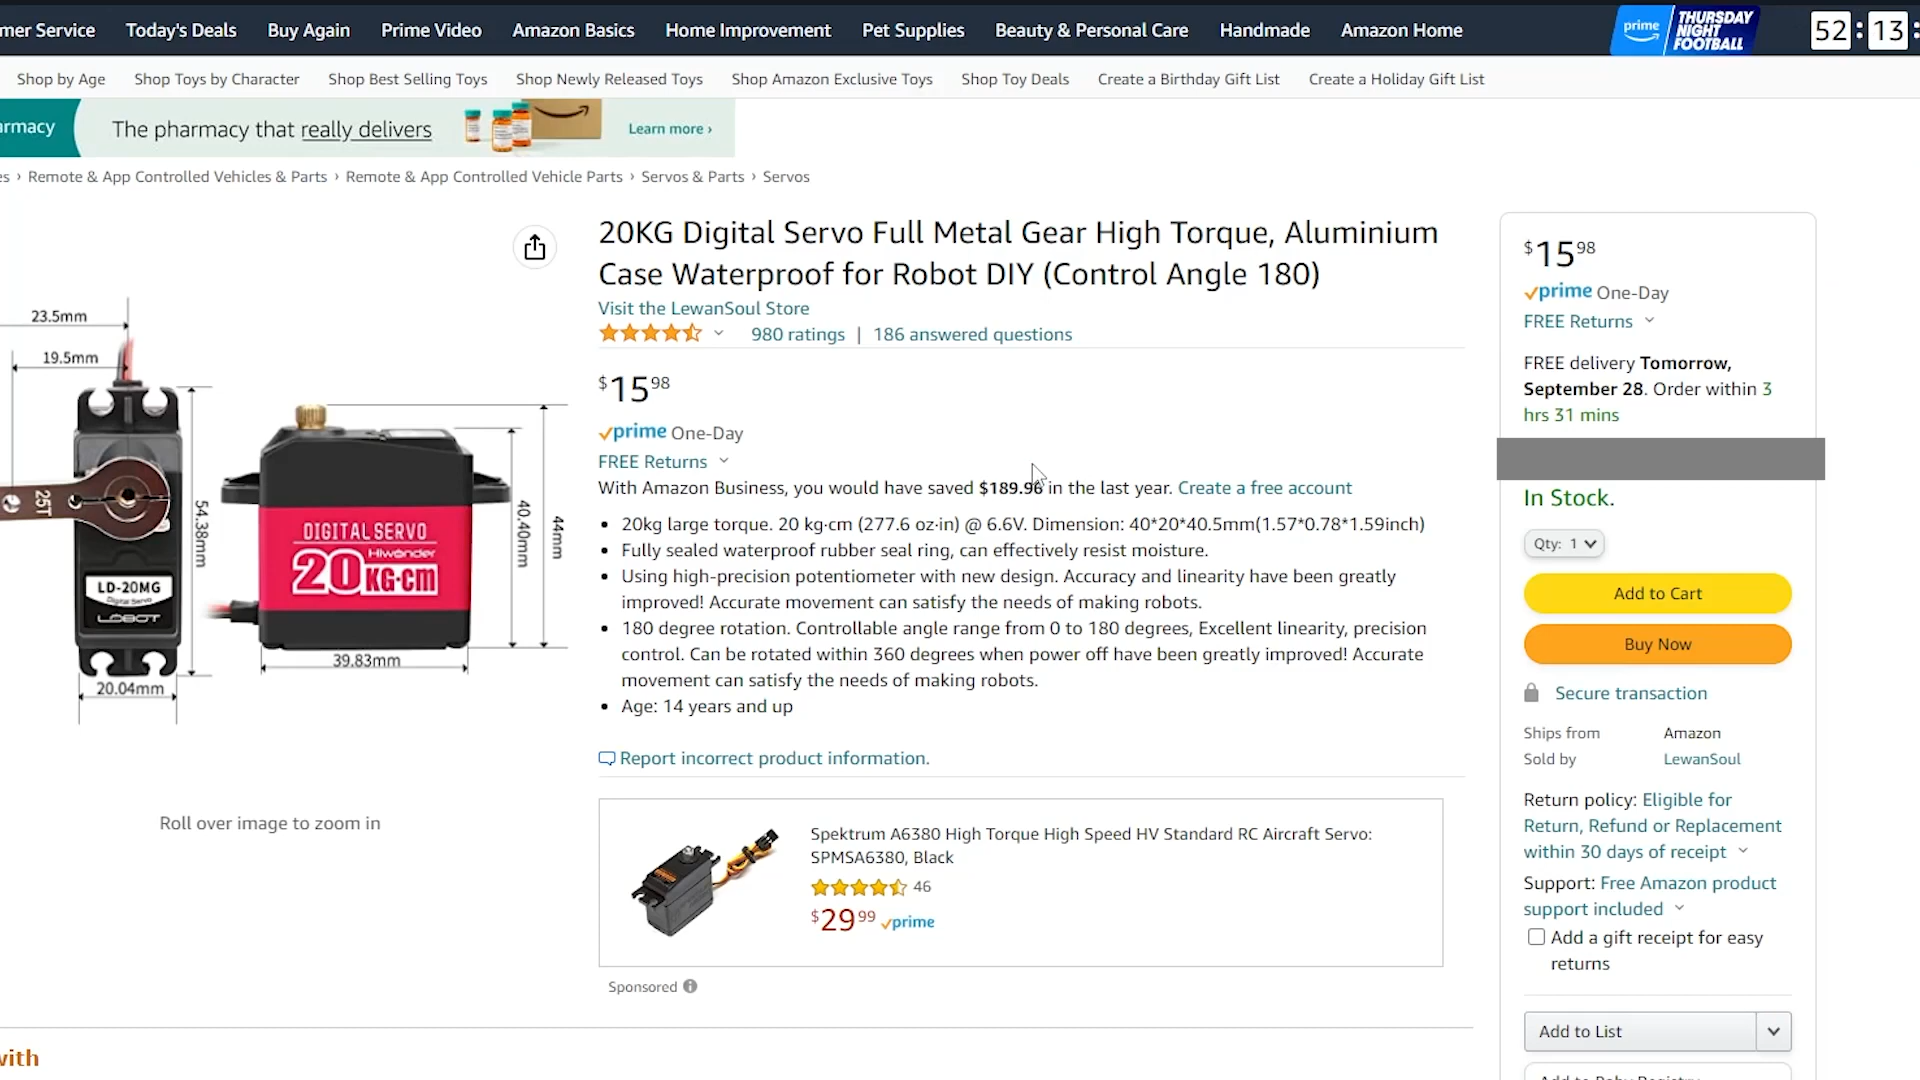 mer Service Today's Deals Buy Again Prime Video Amazon Basics Home Improvement Pet Supplies Beauty & Personal Care Handmade Amazon Home prime THURSDAY NIGHT FOOTBALL 52 : 13 :
Shop by Age Shop Toys by Character Shop Best Selling Toys Shop Newly Released Toys Shop Amazon Exclusive Toys Shop Toy Deals Create a Birthday Gift List Create a Holiday Gift List
armacy The pharmacy that really delivers Learn more ›
es › Remote & App Controlled Vehicles & Parts › Remote & App Controlled Vehicle Parts › Servos & Parts › Servos
23.5mm
19.5mm
25T
54.38mm
LD-20MG
Digital Servo
LOBOT
20.04mm
DIGITAL SERVO
Hiwonder
20KG·cm
40.40mm
44mm
39.83mm
Roll over image to zoom in
20KG Digital Servo Full Metal Gear High Torque, Aluminium
Case Waterproof for Robot DIY (Control Angle 180)
Visit the LewanSoul Store
980 ratings | 186 answered questions
$15 98
prime One-Day
FREE Returns
With Amazon Business, you would have saved $189.96 in the last year. Create a free account
• 20kg large torque. 20 kg·cm (277.6 oz·in) @ 6.6V. Dimension: 40*20*40.5mm(1.57*0.78*1.59inch)
• Fully sealed waterproof rubber seal ring, can effectively resist moisture.
• Using high-precision potentiometer with new design. Accuracy and linearity have been greatly
improved! Accurate movement can satisfy the needs of making robots.
• 180 degree rotation. Controllable angle range from 0 to 180 degrees, Excellent linearity, precision
control. Can be rotated within 360 degrees when power off have been greatly improved! Accurate
movement can satisfy the needs of making robots.
• Age: 14 years and up
Report incorrect product information.
Spektrum A6380 High Torque High Speed HV Standard RC Aircraft Servo:
SPMSA6380, Black
46
$29 99 prime
Sponsored
with
$15 98
prime One-Day
FREE Returns
FREE delivery Tomorrow,
September 28. Order within 3
hrs 31 mins
In Stock.
Qty: 1
Add to Cart
Buy Now
Secure transaction
Ships from Amazon
Sold by LewanSoul
Return policy: Eligible for
Return, Refund or Replacement
within 30 days of receipt
Support: Free Amazon product
support included
Add a gift receipt for easy
returns
Add to List
Add to Baby Registry